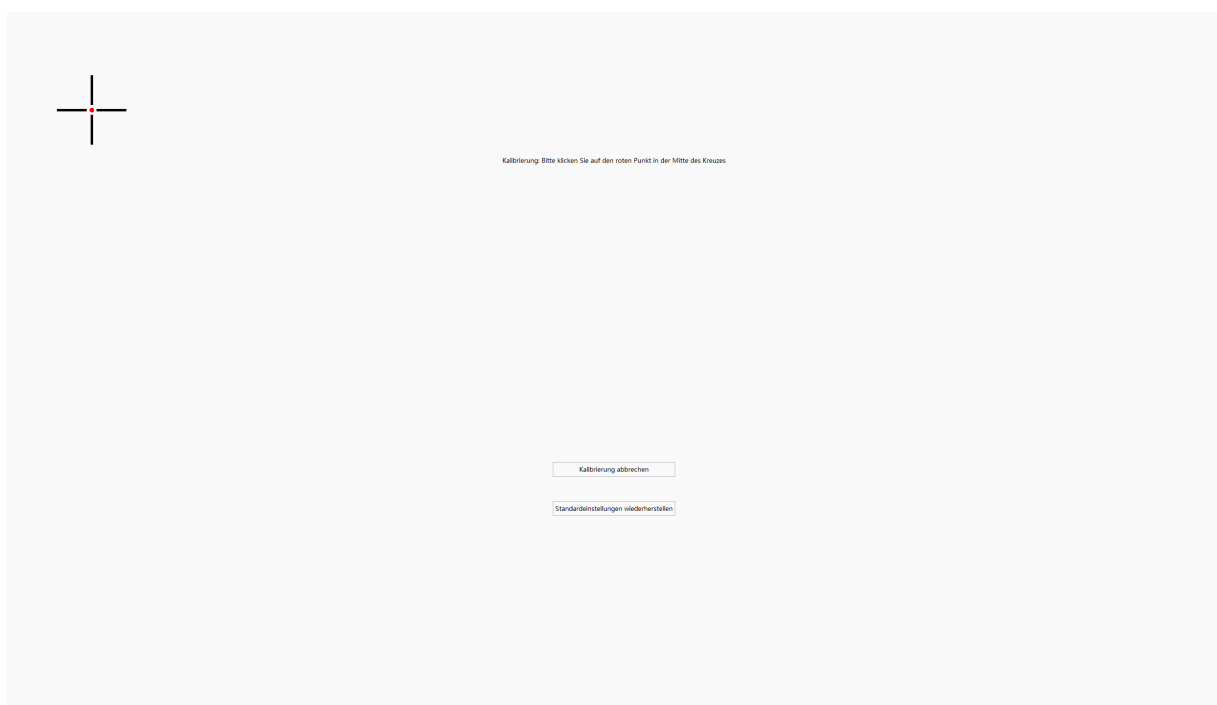 Kalibrierung: Bitte klicken Sie auf den roten Punkt in der Mitte des Kreuzes
Kalibrierung abbrechen
Standardeinstellungen wiederherstellen